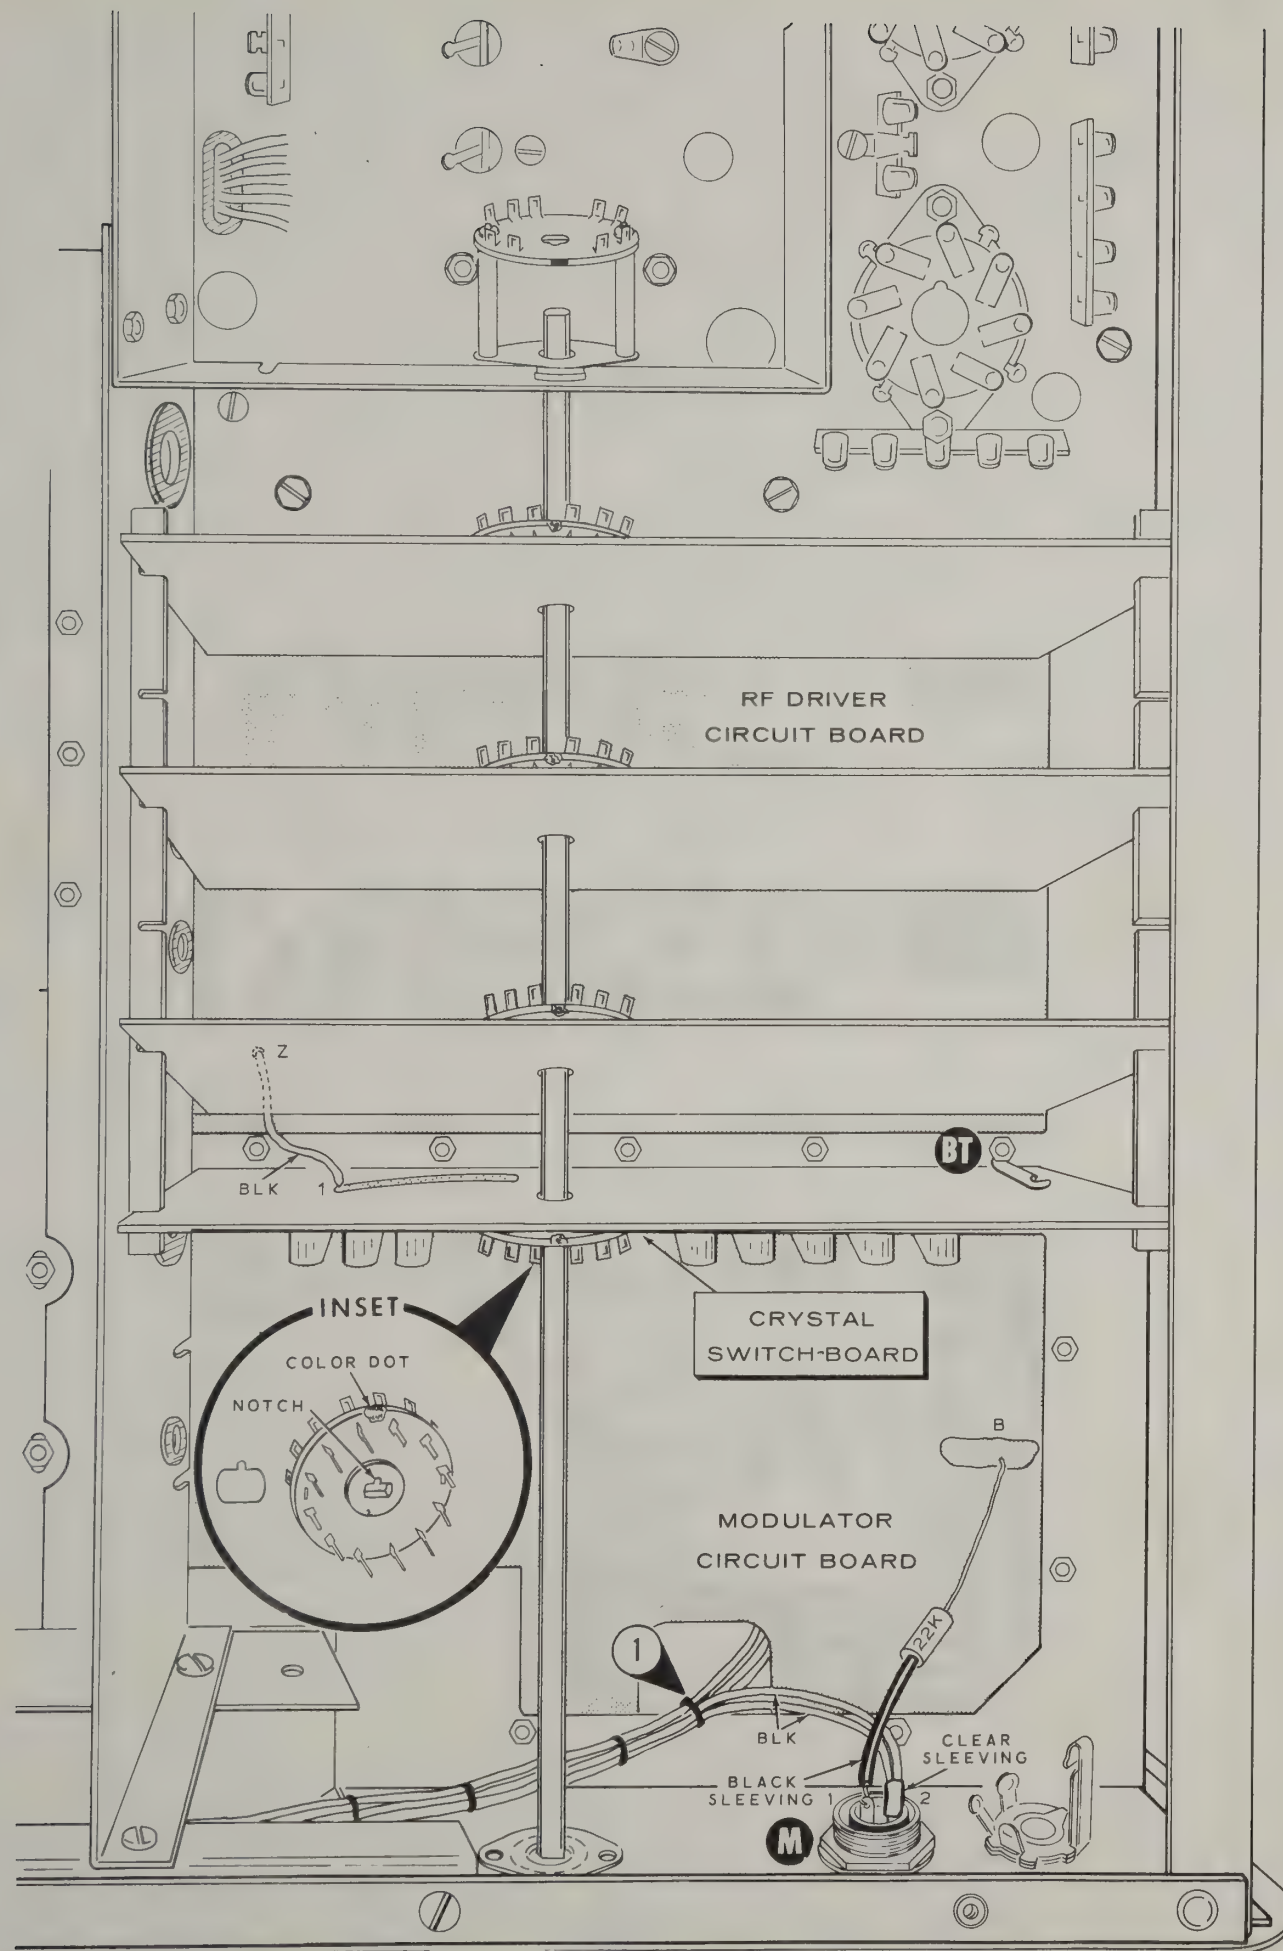 RF DRIVER
CIRCUIT BOARD
Z
BLK
1
BT
CRYSTAL
SWITCH-BOARD
INSET
COLOR DOT
NOTCH
B
MODULATOR
CIRCUIT BOARD
22K
1
BLK
CLEAR
SLEEVING
BLACK
SLEEVING 1
2
M